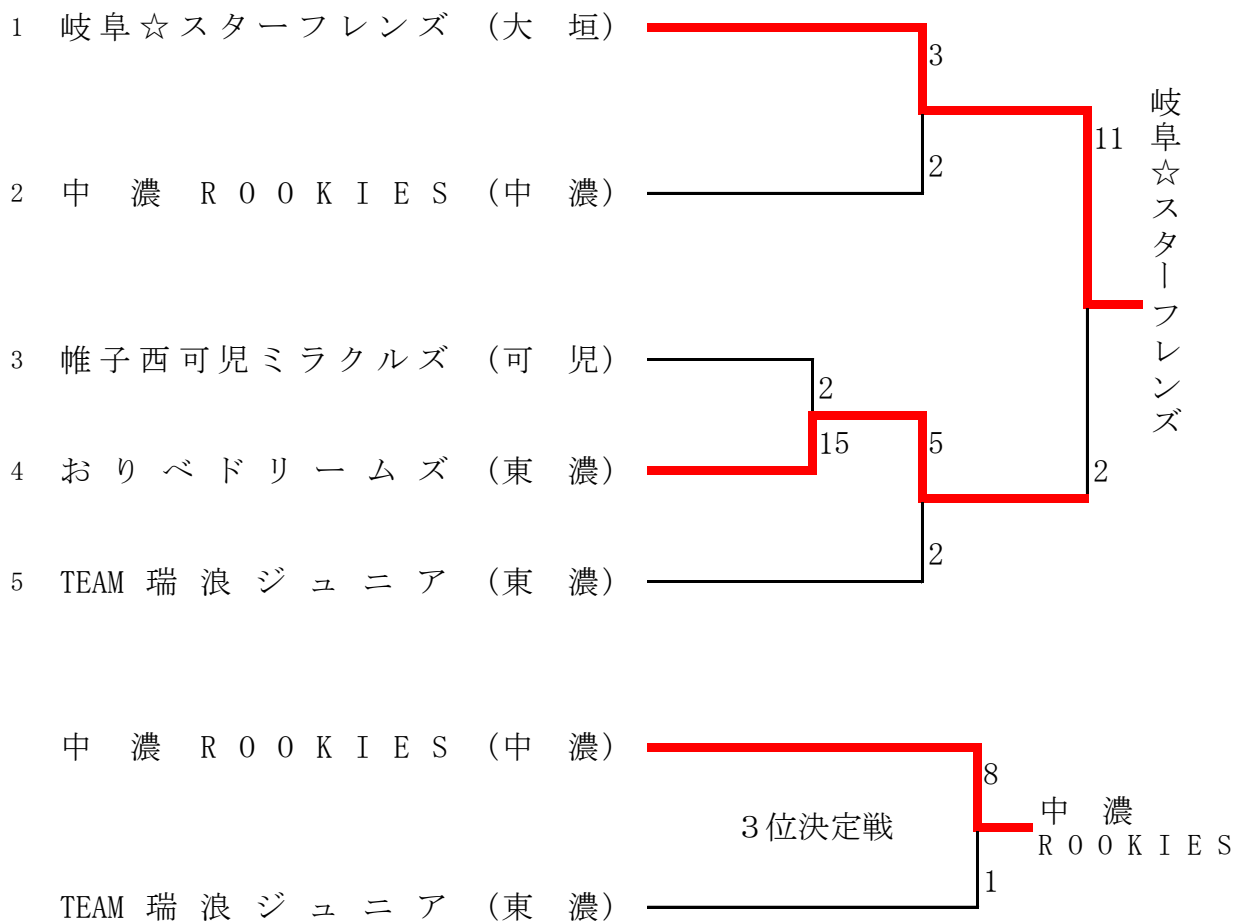 1 岐阜☆スターフレンズ (大 垣)
3
11
岐阜☆スターフレンズ
2
2 中 濃 ＲＯＯＫＩＥＳ (中 濃)
3 帷子西可児ミラクルズ (可 児)
2
15
5
4 おりべドリームズ (東 濃)
2
2
5 TEAM 瑞浪ジュニア (東 濃)
中 濃 ＲＯＯＫＩＥＳ (中 濃)
8
３位決定戦
中 濃
ＲＯＯＫＩＥＳ
1
TEAM 瑞浪ジュニア (東 濃)